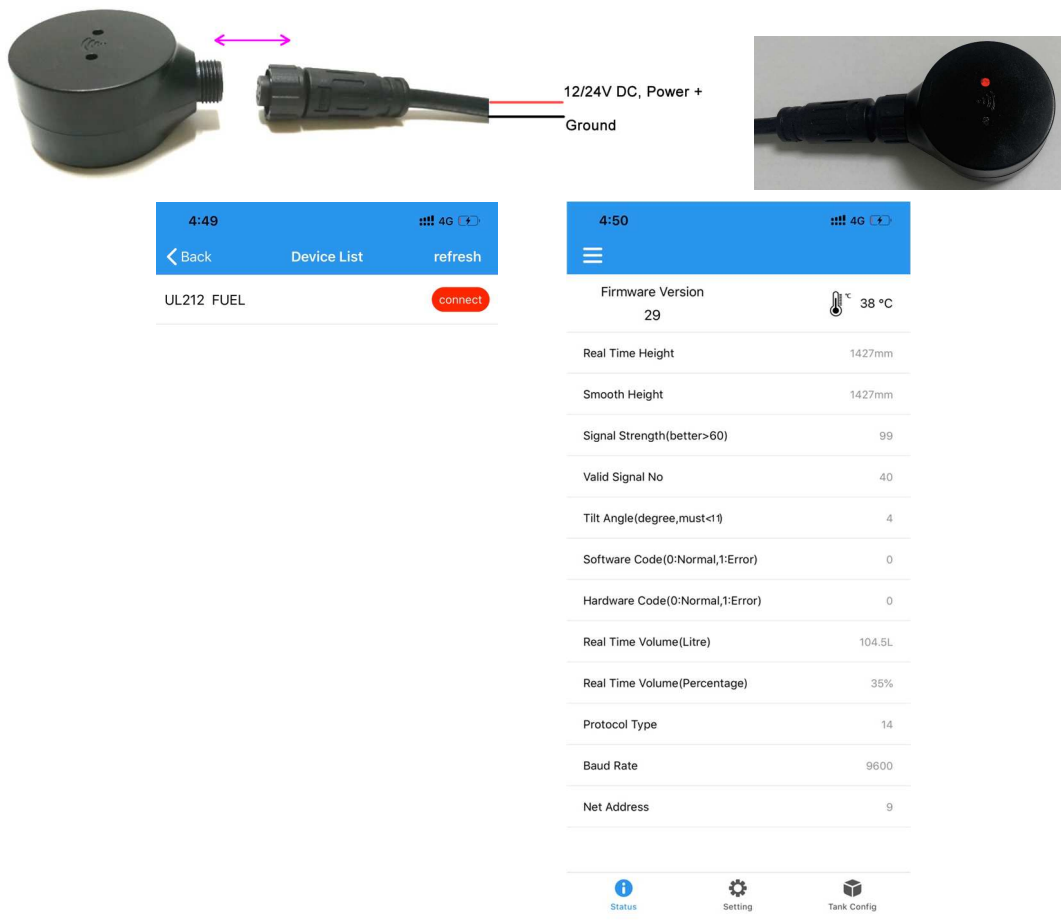 12/24V DC, Power +
Ground
4:49
4G
Back
Device List
refresh
UL212 FUEL
connect
4:50
4G
Firmware Version
29
℃
38 °C
Real Time Height
1427mm
Smooth Height
1427mm
Signal Strength(better>60)
99
Valid Signal No
40
Tilt Angle(degree,must<11)
4
Software Code(0:Normal,1:Error)
0
Hardware Code(0:Normal,1:Error)
0
Real Time Volume(Litre)
104.5L
Real Time Volume(Percentage)
35%
Protocol Type
14
Baud Rate
9600
Net Address
9
Status
Setting
Tank Config